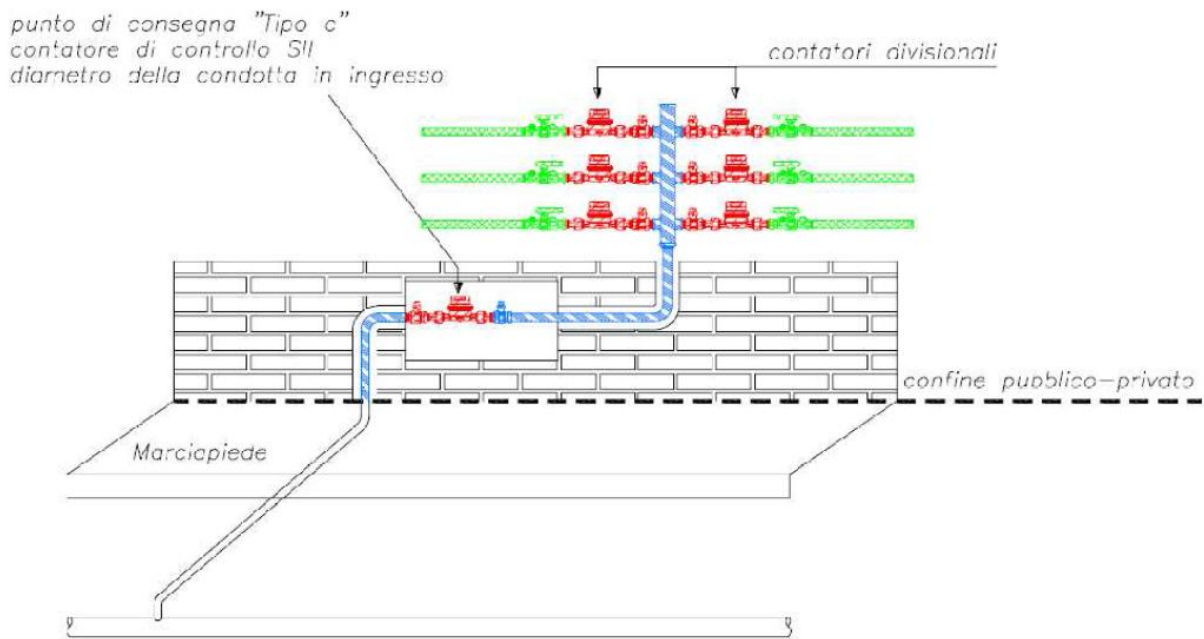 punto di consegna "Tipo c"
contatore di controllo SII
diametro della condotta in ingresso
contatori divisionali
confine pubblico-privato
Marciapiede